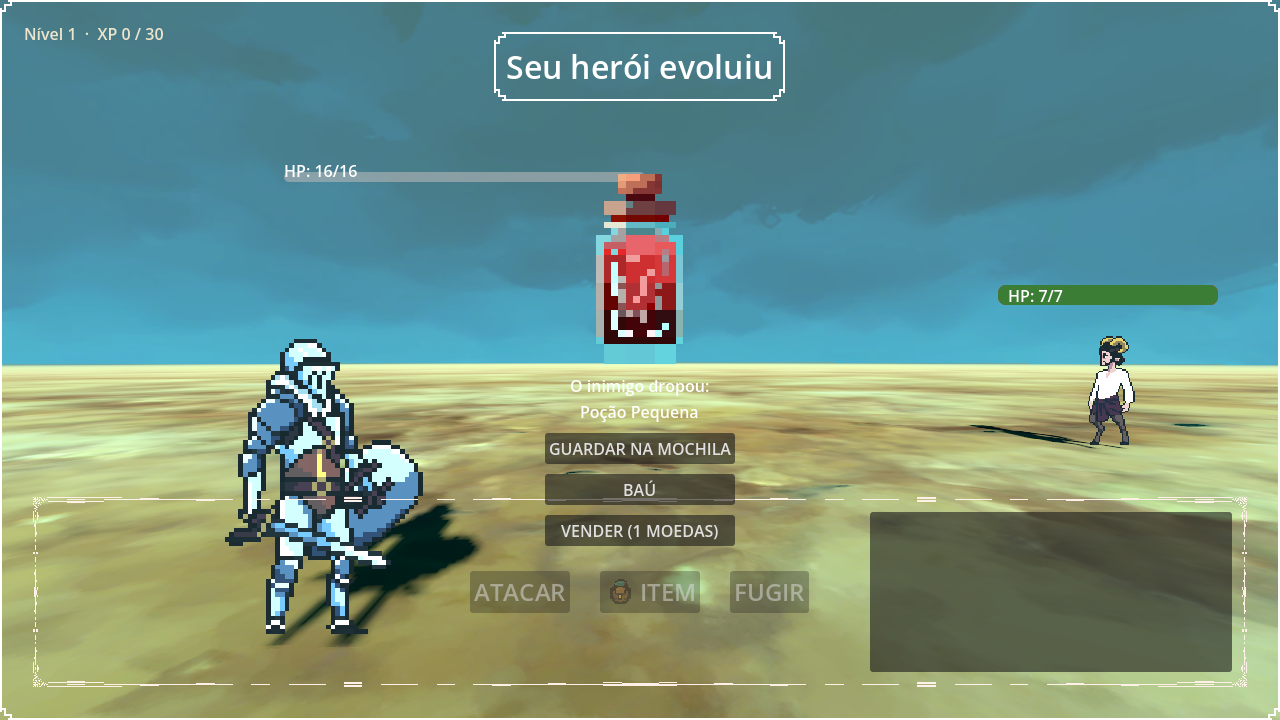 Nível 1 · XP 0 / 30
Seu herói evoluiu
HP: 16/16
HP: 7/7
O inimigo dropou:
Poção Pequena
GUARDAR NA MOCHILA
BAÚ
VENDER (1 MOEDAS)
ATACAR
ITEM
FUGIR